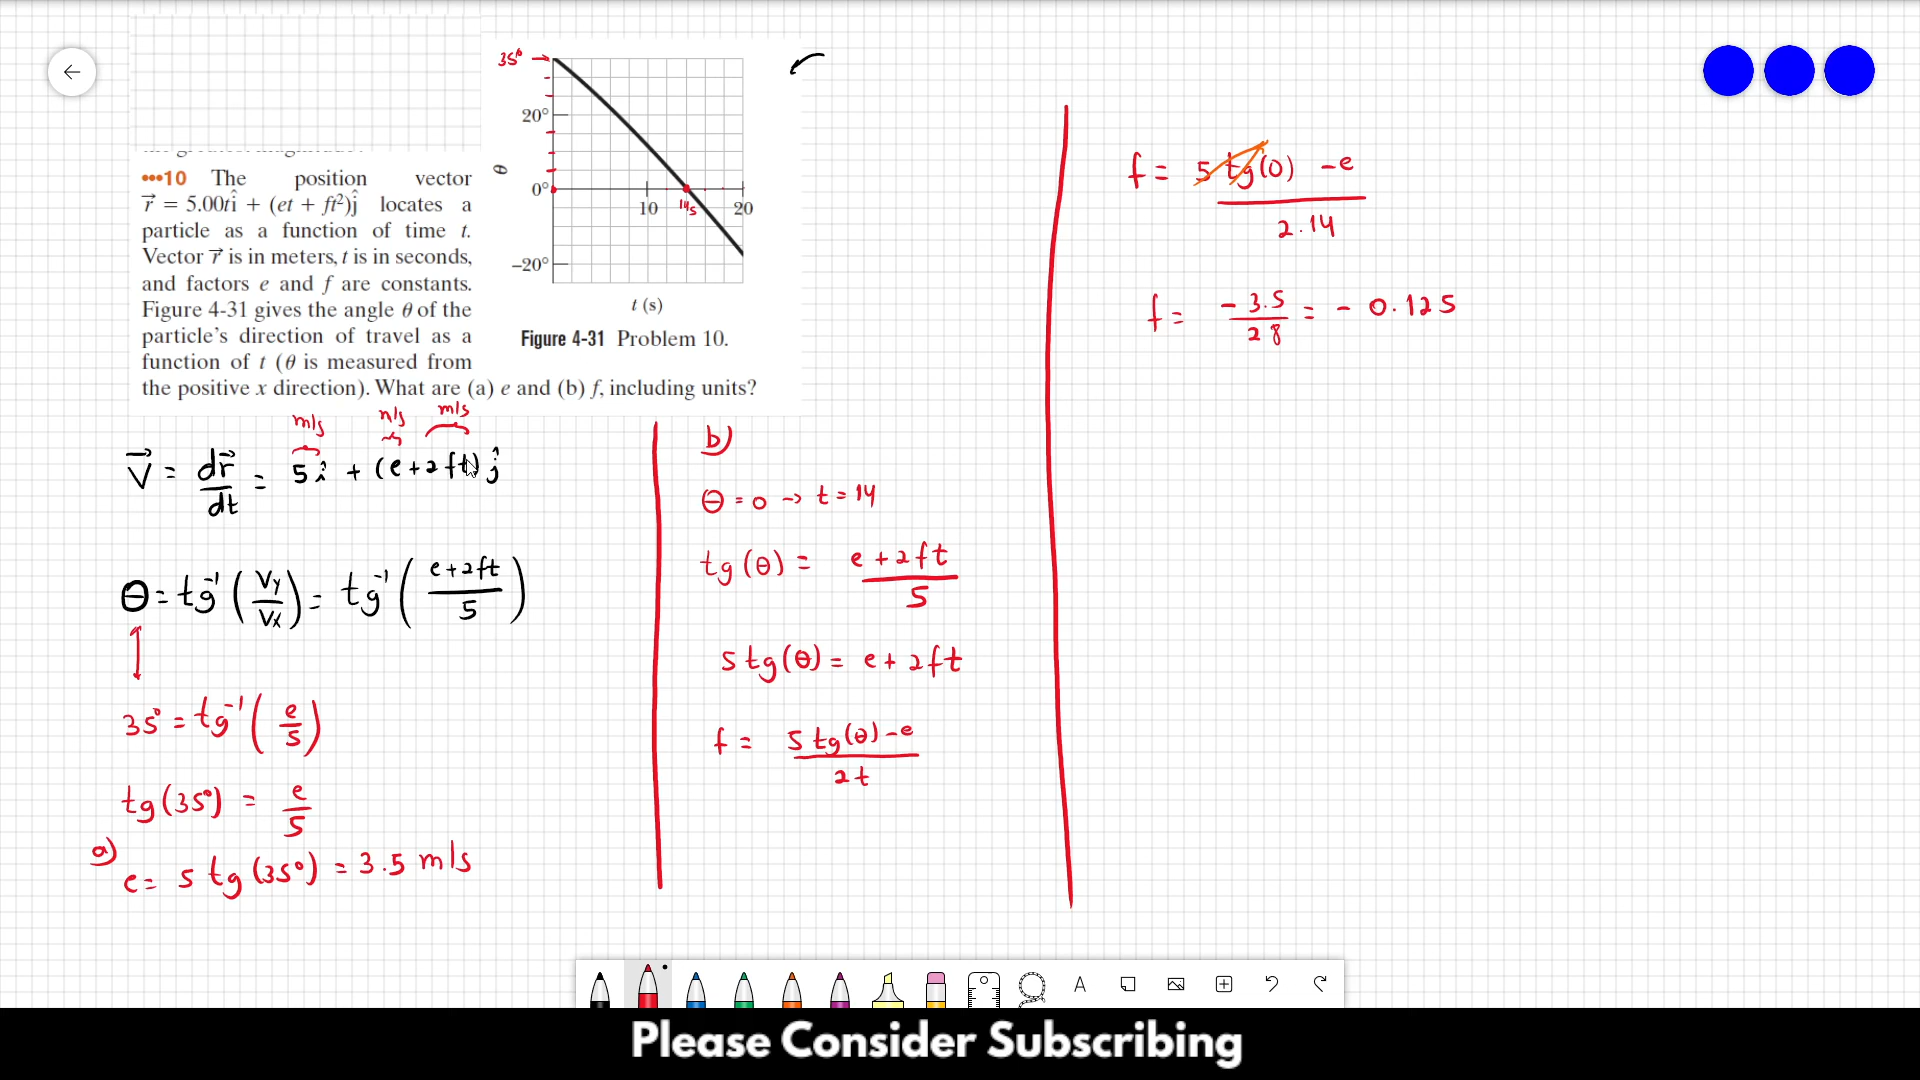 •••10 The position vector
r⃗ = 5.00tî + (et + ft²)ĵ locates a
particle as a function of time t.
Vector r⃗ is in meters, t is in seconds,
and factors e and f are constants.
Figure 4-31 gives the angle θ of the
particle's direction of travel as a
function of t (θ is measured from
the positive x direction). What are (a) e and (b) f, including units?
35°
20°
θ
0°
10
14s
20
−20°
t (s)
Figure 4-31 Problem 10.
m/s
m/s
m/s
V⃗ = dr⃗/dt = 5î + (e+2ft)ĵ
θ = tg⁻¹(Vy/Vx) = tg⁻¹((e+2ft)/5)
35° = tg⁻¹(e/5)
tg(35°) = e/5
a)
e = 5 tg(35°) = 3.5 m/s
b)
θ = 0 -> t = 14
tg(θ) = (e+2ft)/5
5 tg(θ) = e + 2ft
f = (5 tg(θ) - e)/2t
f = (5 tg(0) - e)/2.14
f = -3.5/28 = - 0.125
A
Please Consider Subscribing